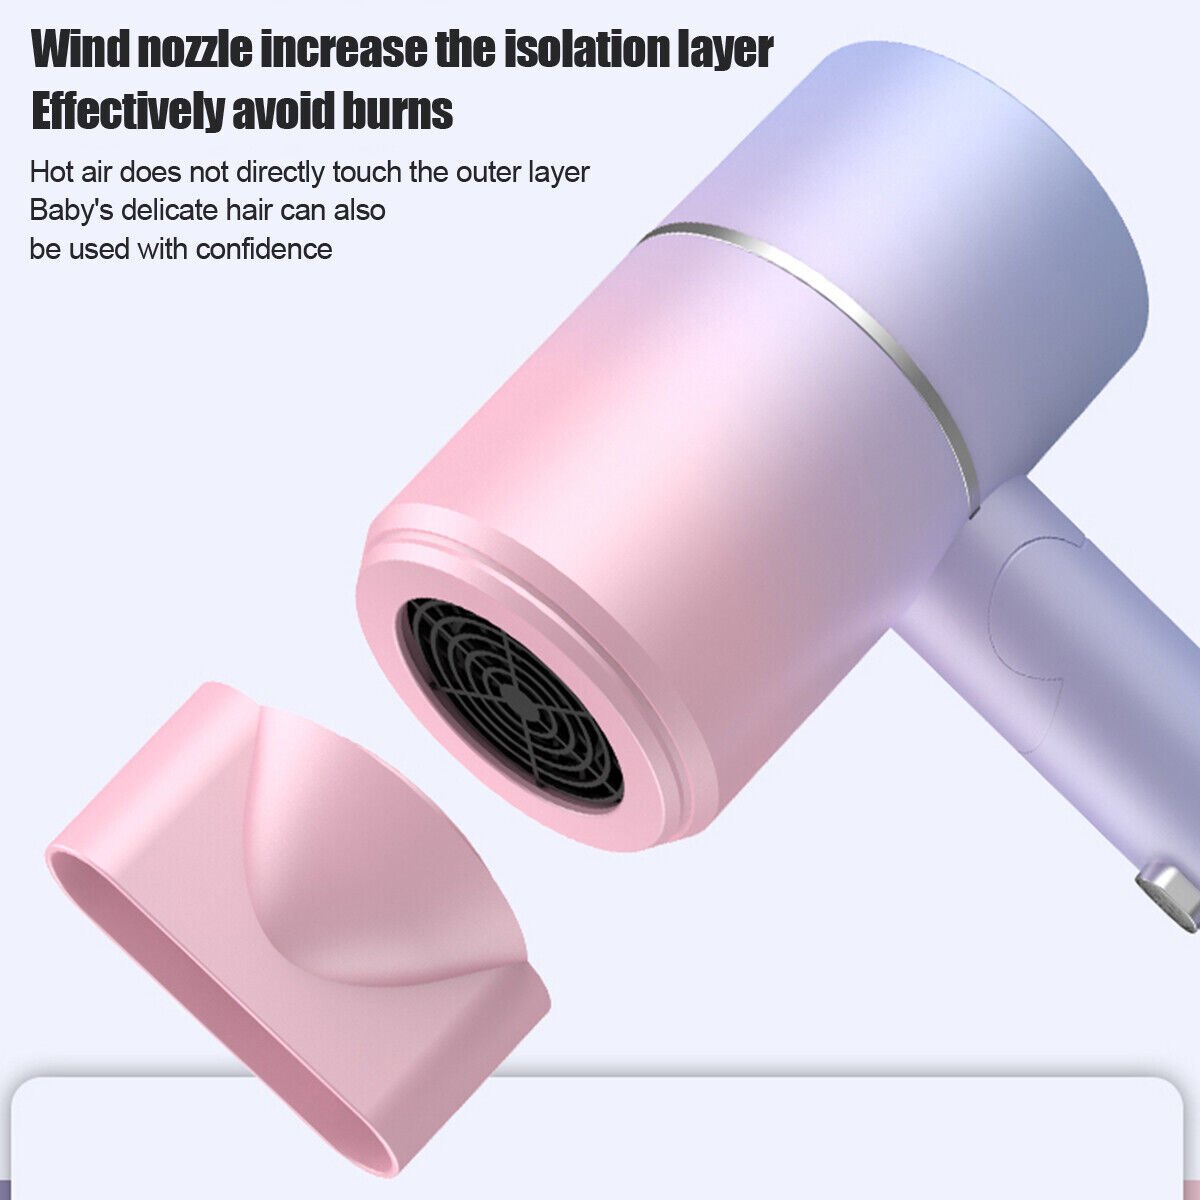 Wind nozzle increase the isolation layer
Effectively avoid burns
Hot air does not directly touch the outer layer
Baby's delicate hair can also
be used with confidence